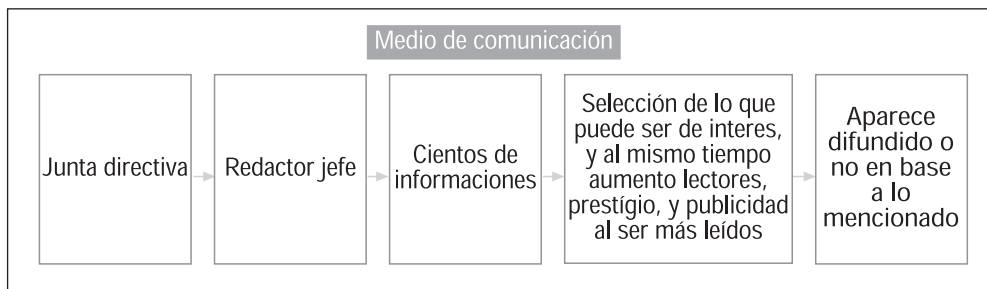 Medio de comunicación
Junta directiva
Redactor jefe
Cientos de
informaciones
Selección de lo que
puede ser de interes,
y al mismo tiempo
aumento lectores,
prestígio, y publicidad
al ser más leídos
Aparece
difundido o
no en base
a lo
mencionado